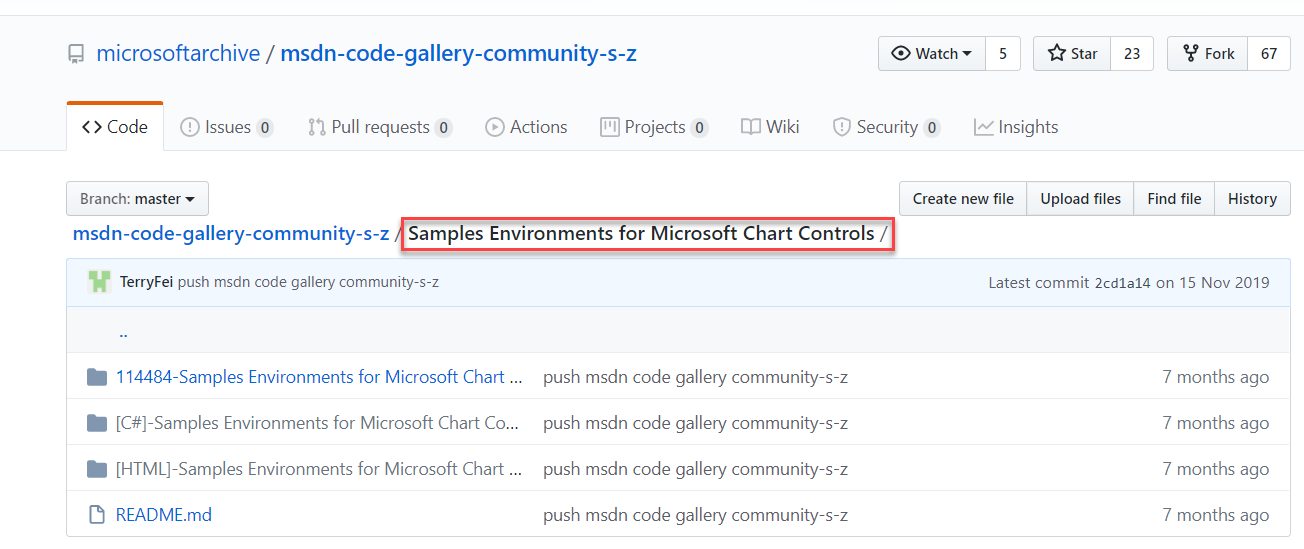 microsoftarchive / msdn-code-gallery-community-s-z Watch 5 Star 23 Fork 67
Code Issues 0 Pull requests 0 Actions Projects 0 Wiki Security 0 Insights
Branch: master Create new file Upload files Find file History
msdn-code-gallery-community-s-z / Samples Environments for Microsoft Chart Controls /
TerryFei push msdn code gallery community-s-z Latest commit 2cd1a14 on 15 Nov 2019
..
114484-Samples Environments for Microsoft Chart ... push msdn code gallery community-s-z 7 months ago
[C#]-Samples Environments for Microsoft Chart Co... push msdn code gallery community-s-z 7 months ago
[HTML]-Samples Environments for Microsoft Chart ... push msdn code gallery community-s-z 7 months ago
README.md push msdn code gallery community-s-z 7 months ago